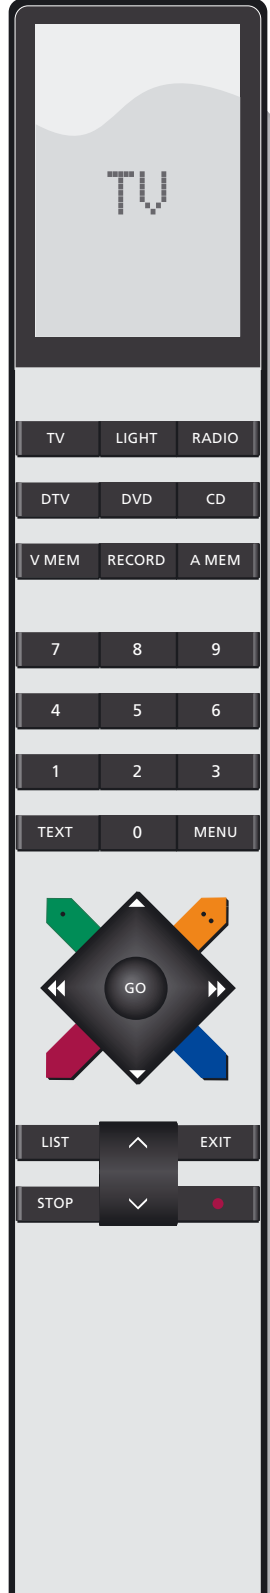 TV
TV LIGHT RADIO
DTV DVD CD
V MEM RECORD A MEM
7 8 9
4 5 6
1 2 3
TEXT 0 MENU
GO
LIST EXIT
STOP